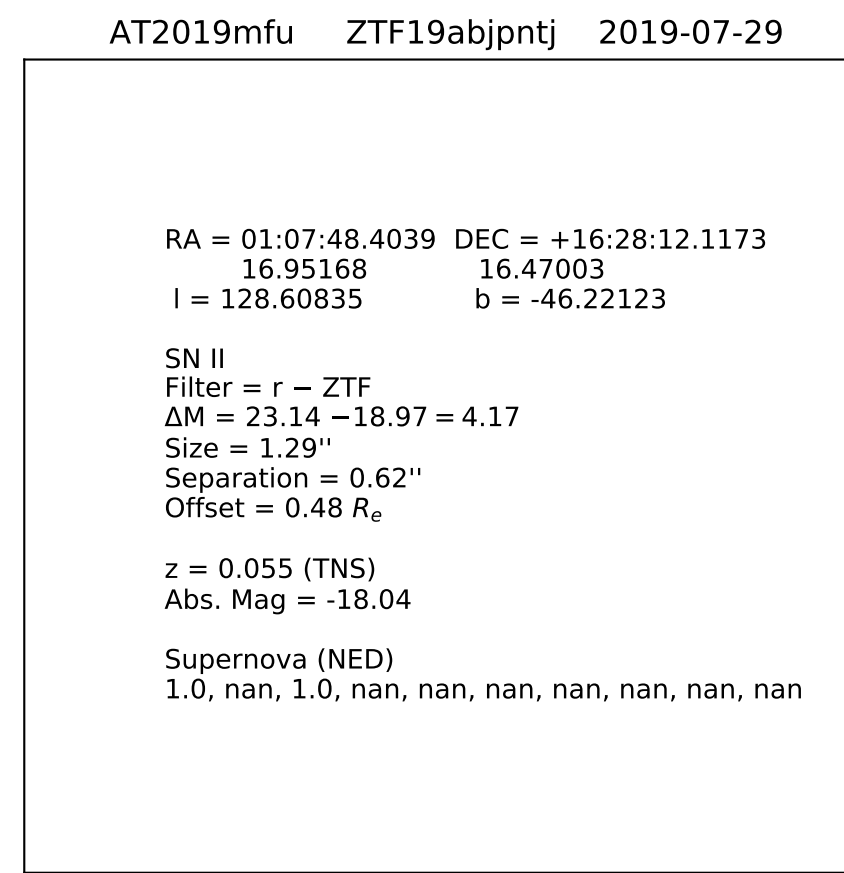 AT2019mfu ZTF19abjpntj 2019-07-29
RA = 01:07:48.4039 DEC = +16:28:12.1173
16.95168 16.47003
l = 128.60835 b = -46.22123
SN II
Filter = r − ZTF
ΔM = 23.14 −18.97 = 4.17
Size = 1.29''
Separation = 0.62''
Offset = 0.48 Rₑ
z = 0.055 (TNS)
Abs. Mag = -18.04
Supernova (NED)
1.0, nan, 1.0, nan, nan, nan, nan, nan, nan, nan